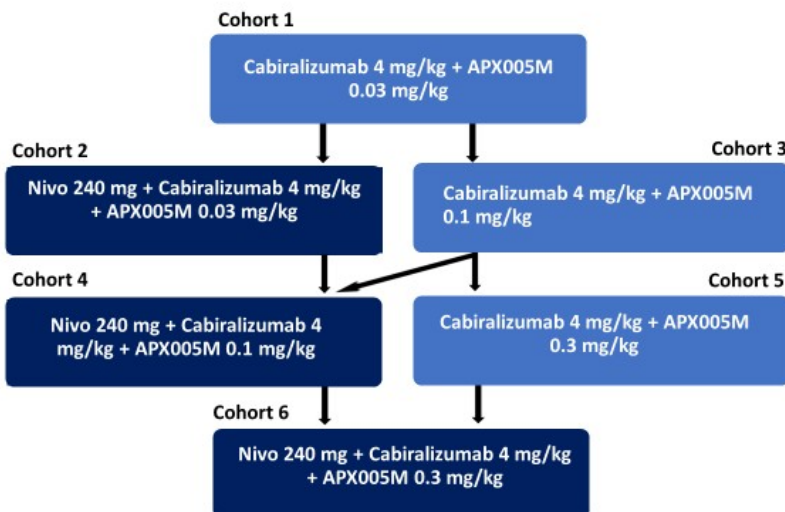 Cohort 1
Cabiralizumab 4 mg/kg + APX005M
0.03 mg/kg
Cohort 2
Nivo 240 mg + Cabiralizumab 4 mg/kg
+ APX005M 0.03 mg/kg
Cohort 3
Cabiralizumab 4 mg/kg + APX005M
0.1 mg/kg
Cohort 4
Nivo 240 mg + Cabiralizumab 4
mg/kg + APX005M 0.1 mg/kg
Cohort 5
Cabiralizumab 4 mg/kg + APX005M
0.3 mg/kg
Cohort 6
Nivo 240 mg + Cabiralizumab 4 mg/kg
+ APX005M 0.3 mg/kg